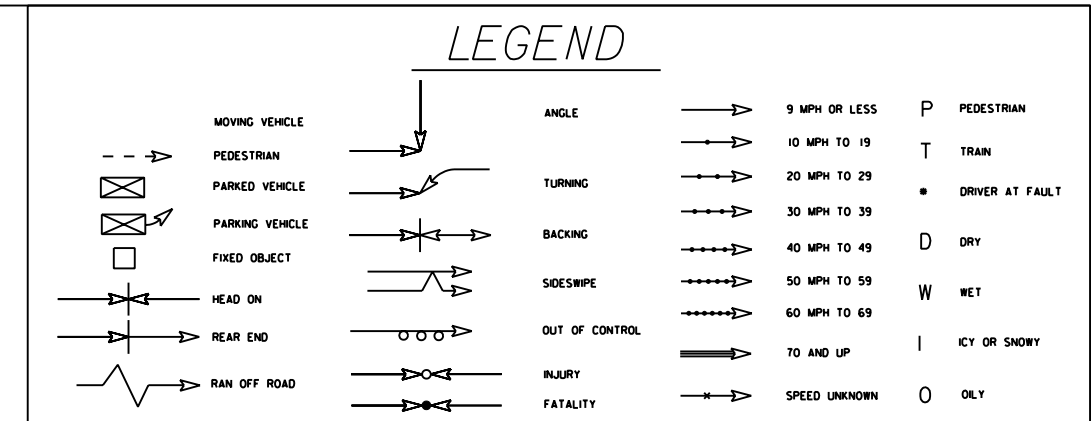 LEGEND
MOVING VEHICLE
PEDESTRIAN
PARKED VEHICLE
PARKING VEHICLE
FIXED OBJECT
HEAD ON
REAR END
RAN OFF ROAD
ANGLE
TURNING
BACKING
SIDESWIPE
OUT OF CONTROL
INJURY
FATALITY
9 MPH OR LESS
10 MPH TO 19
20 MPH TO 29
30 MPH TO 39
40 MPH TO 49
50 MPH TO 59
60 MPH TO 69
70 AND UP
SPEED UNKNOWN
P PEDESTRIAN
T TRAIN
* DRIVER AT FAULT
D DRY
W WET
I ICY OR SNOWY
O OILY